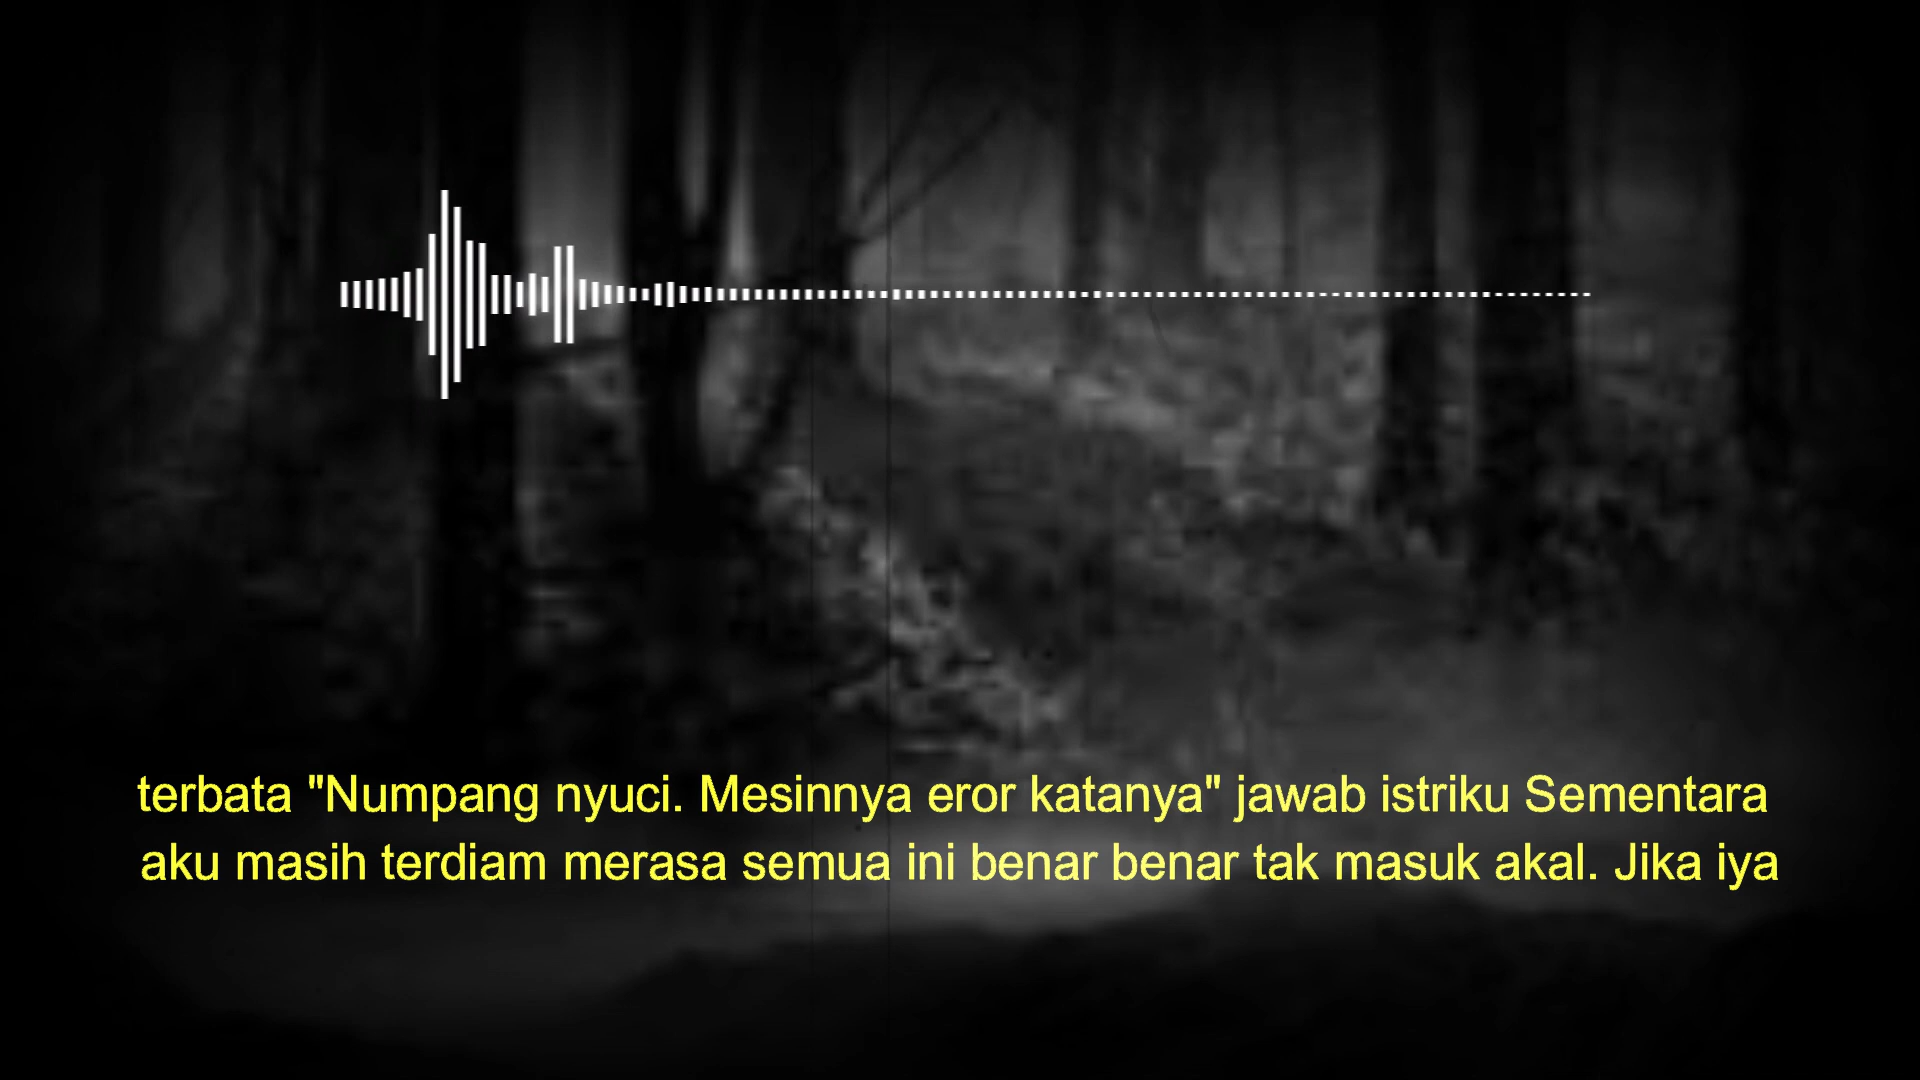 terbata "Numpang nyuci. Mesinnya eror katanya" jawab istriku Sementara
aku masih terdiam merasa semua ini benar benar tak masuk akal. Jika iya